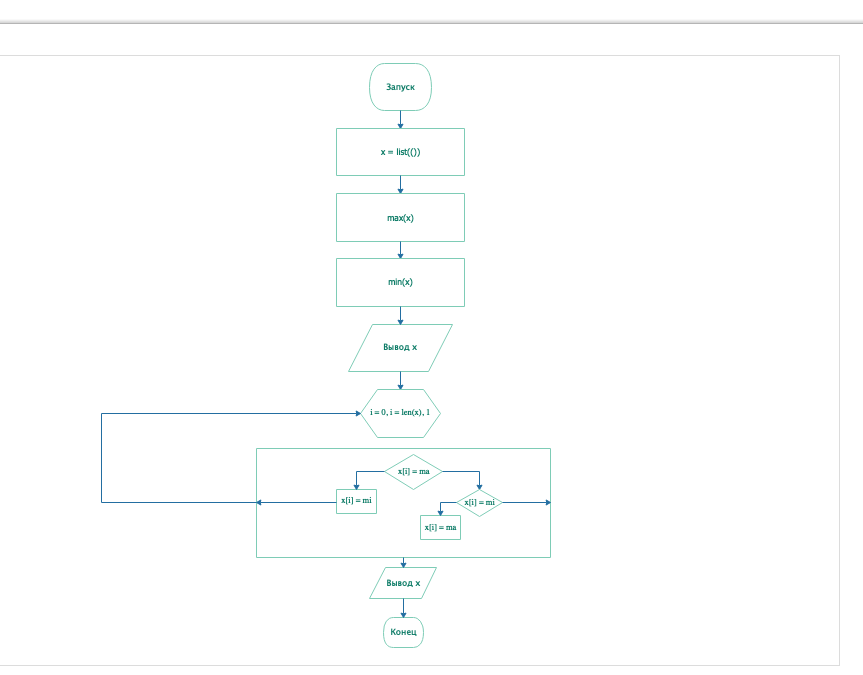 Запуск
x = list(())
max(x)
min(x)
Вывод x
i = 0, i = len(x), 1
x[i] = ma
x[i] = mi
x[i] = mi
x[i] = ma
Вывод x
Конец